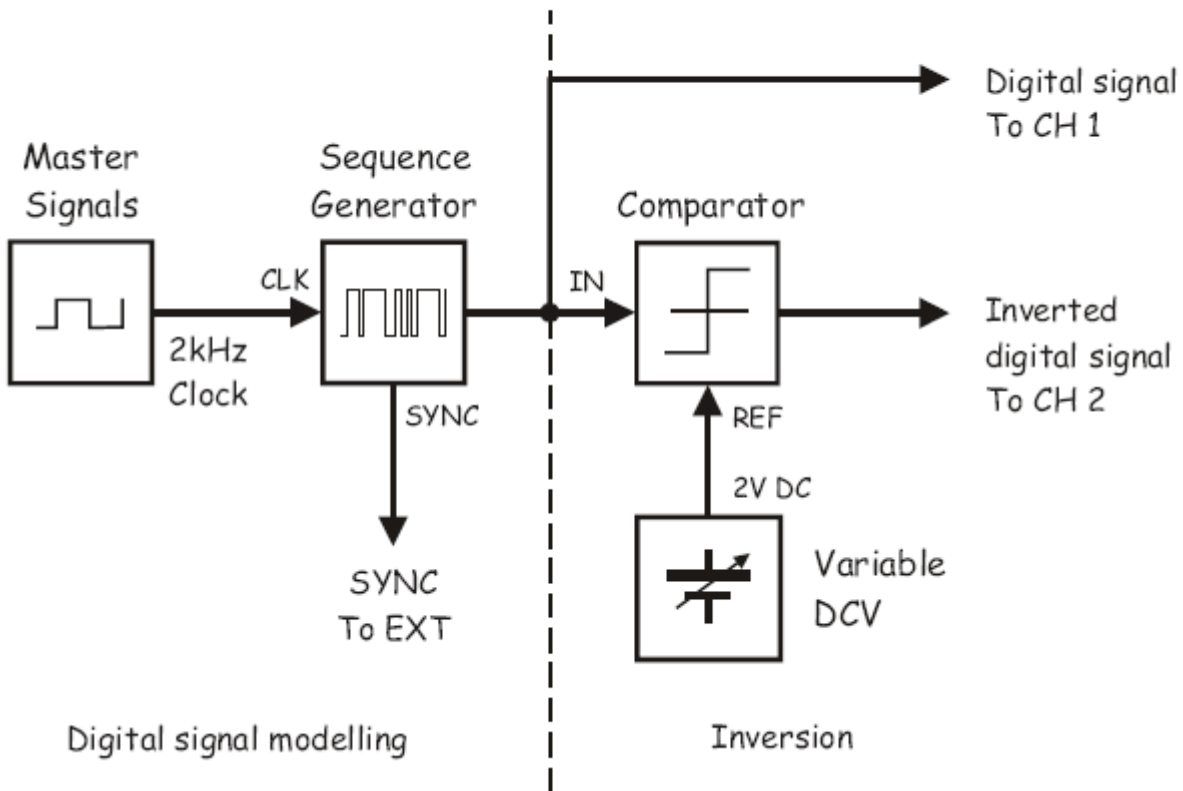 Digital signal
To CH 1
Master
Signals
Sequence
Generator
Comparator
CLK
IN
2kHz
Clock
Inverted
digital signal
To CH 2
SYNC
REF
2V DC
SYNC
To EXT
Variable
DCV
Digital signal modelling
Inversion